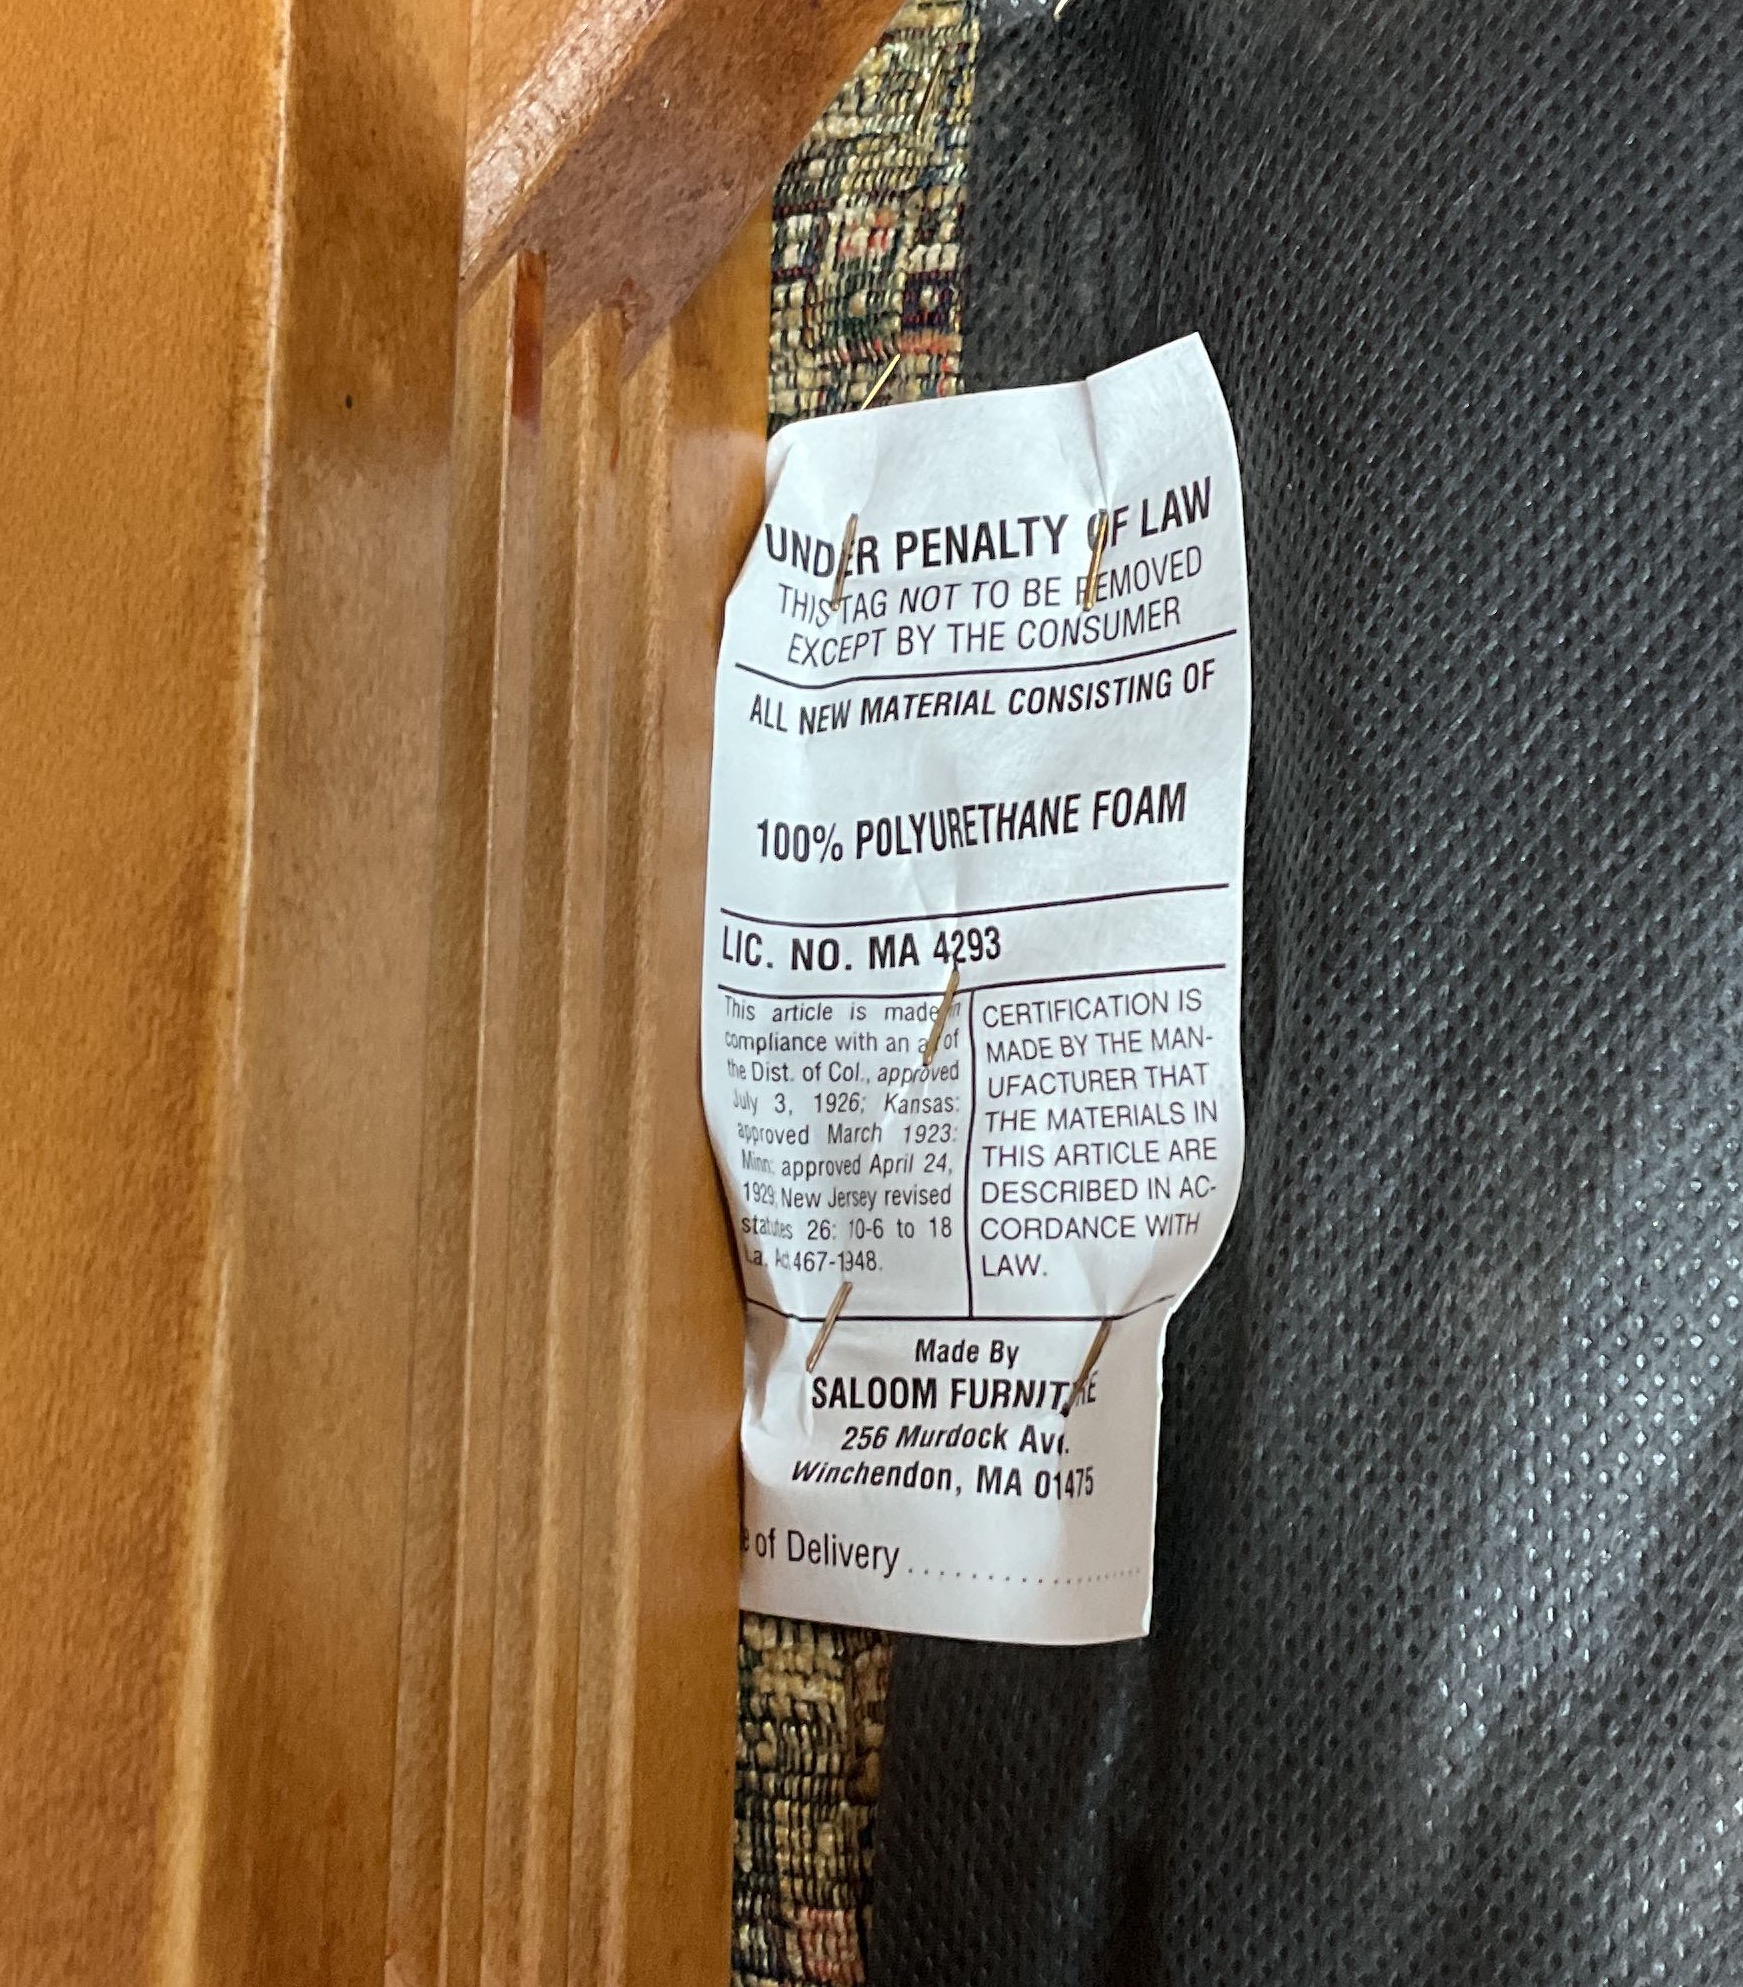 UNDER PENALTY OF LAW
THIS TAG NOT TO BE REMOVED
EXCEPT BY THE CONSUMER
ALL NEW MATERIAL CONSISTING OF
100% POLYURETHANE FOAM
LIC. NO. MA 4293
This article is made in
compliance with an of
the Dist. of Col., approved
July 3, 1926; Kansas:
approved March 1923:
Minn: approved April 24,
1929; New Jersey revised
statutes 26: 10-6 to 18
La. Act 467-1948.
CERTIFICATION IS
MADE BY THE MAN-
UFACTURER THAT
THE MATERIALS IN
THIS ARTICLE ARE
DESCRIBED IN AC-
CORDANCE WITH
LAW.
Made By
SALOOM FURNITURE
256 Murdock Ave.
Winchendon, MA 01475
of Delivery